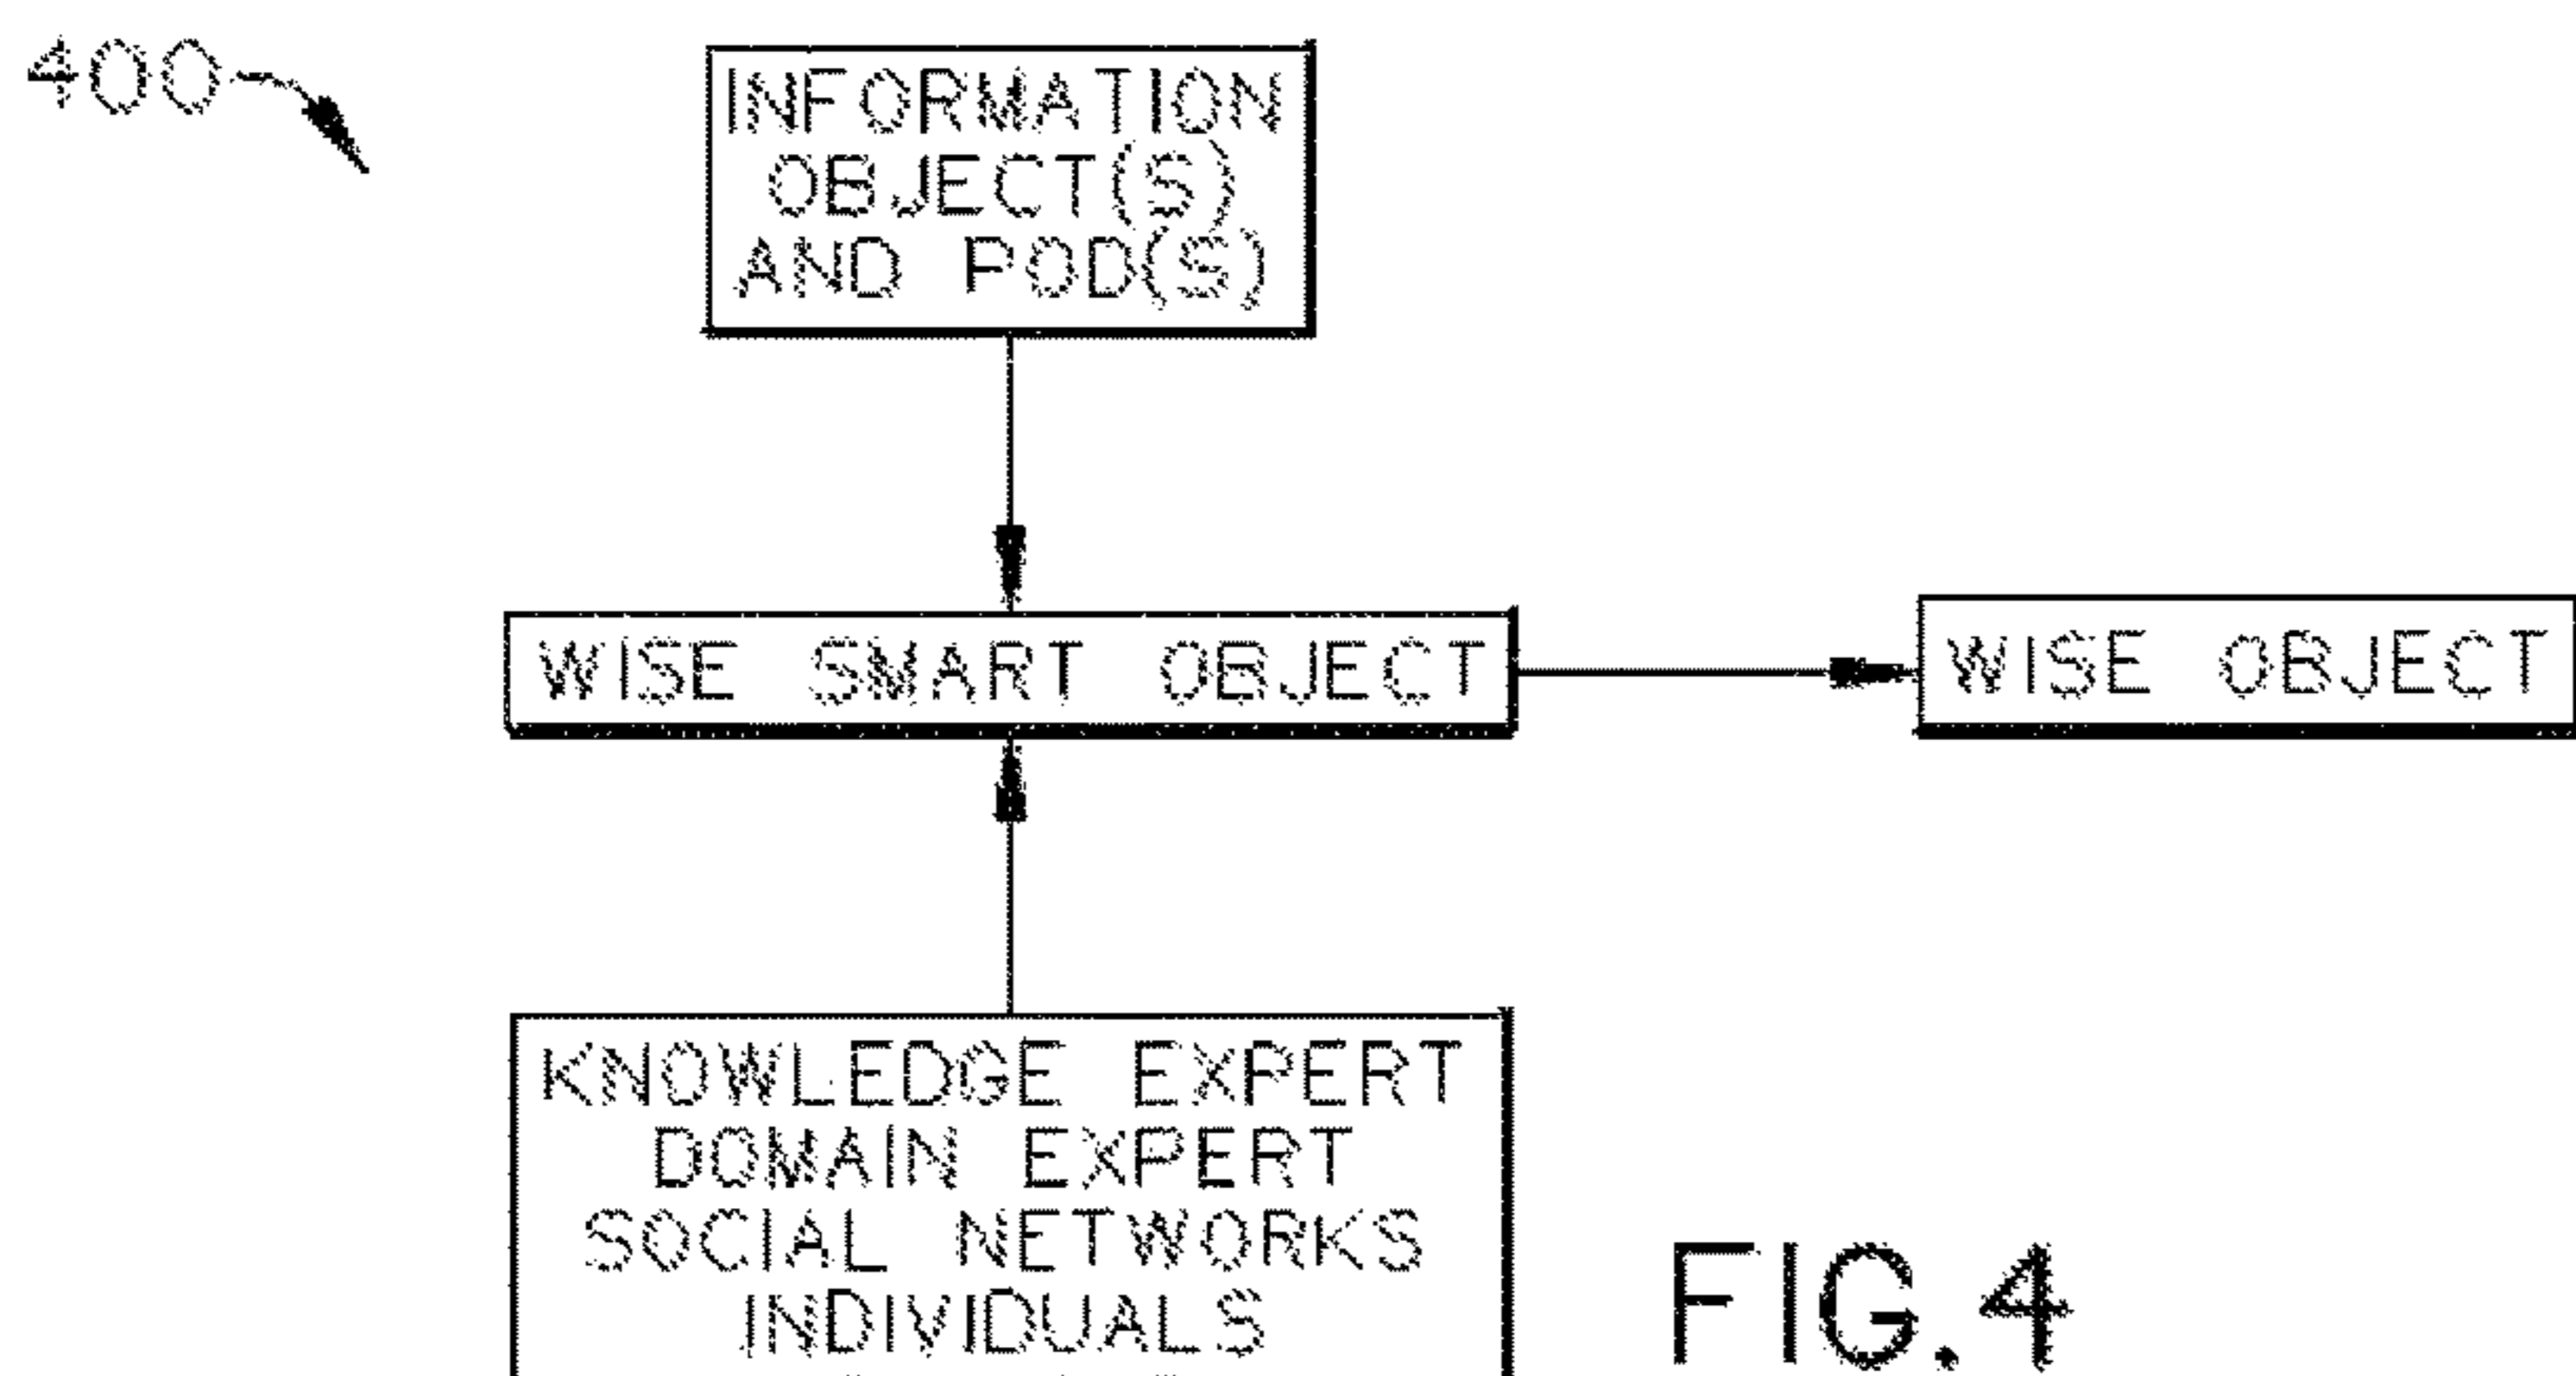 400
INFORMATION
OBJECT(S)
AND POD(S)
WISE SMART OBJECT
WISE OBJECT
KNOWLEDGE EXPERT
DOMAIN EXPERT
SOCIAL NETWORKS
INDIVIDUALS
FIG.4